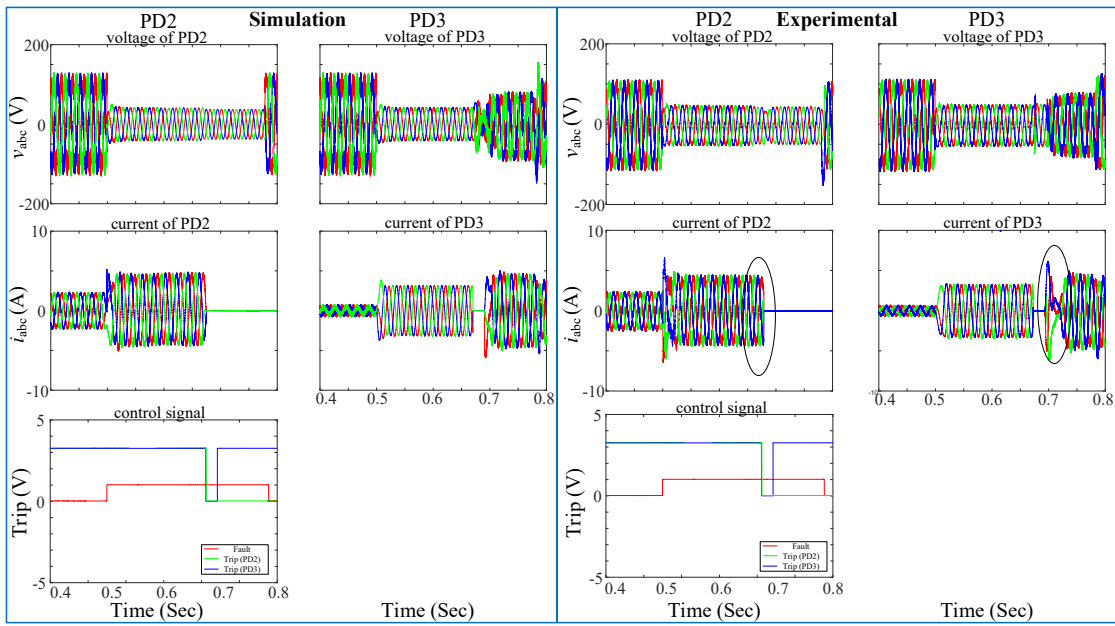 PD2 Simulation PD3
voltage of PD2 voltage of PD3
200
0
-200
v_abc (V)
current of PD2 current of PD3
10
0
-10
i_abc (A)
0.4 0.5 0.6 0.7 0.8
control signal
5
0
-5
Trip (V)
Fault
Trip (PD2)
Trip (PD3)
0.4 0.5 0.6 0.7 0.8
Time (Sec) Time (Sec)
PD2 Experimental PD3
voltage of PD2 voltage of PD3
200
0
-200
v_abc (V)
current of PD2 current of PD3
10
0
-10
-10
i_abc (A)
0.4 0.5 0.6 0.7 0.8
control signal
5
0
-5
Trip (V)
Fault
Trip (PD2)
Trip (PD3)
0.4 0.5 0.6 0.7 0.8
Time (Sec) Time (Sec)